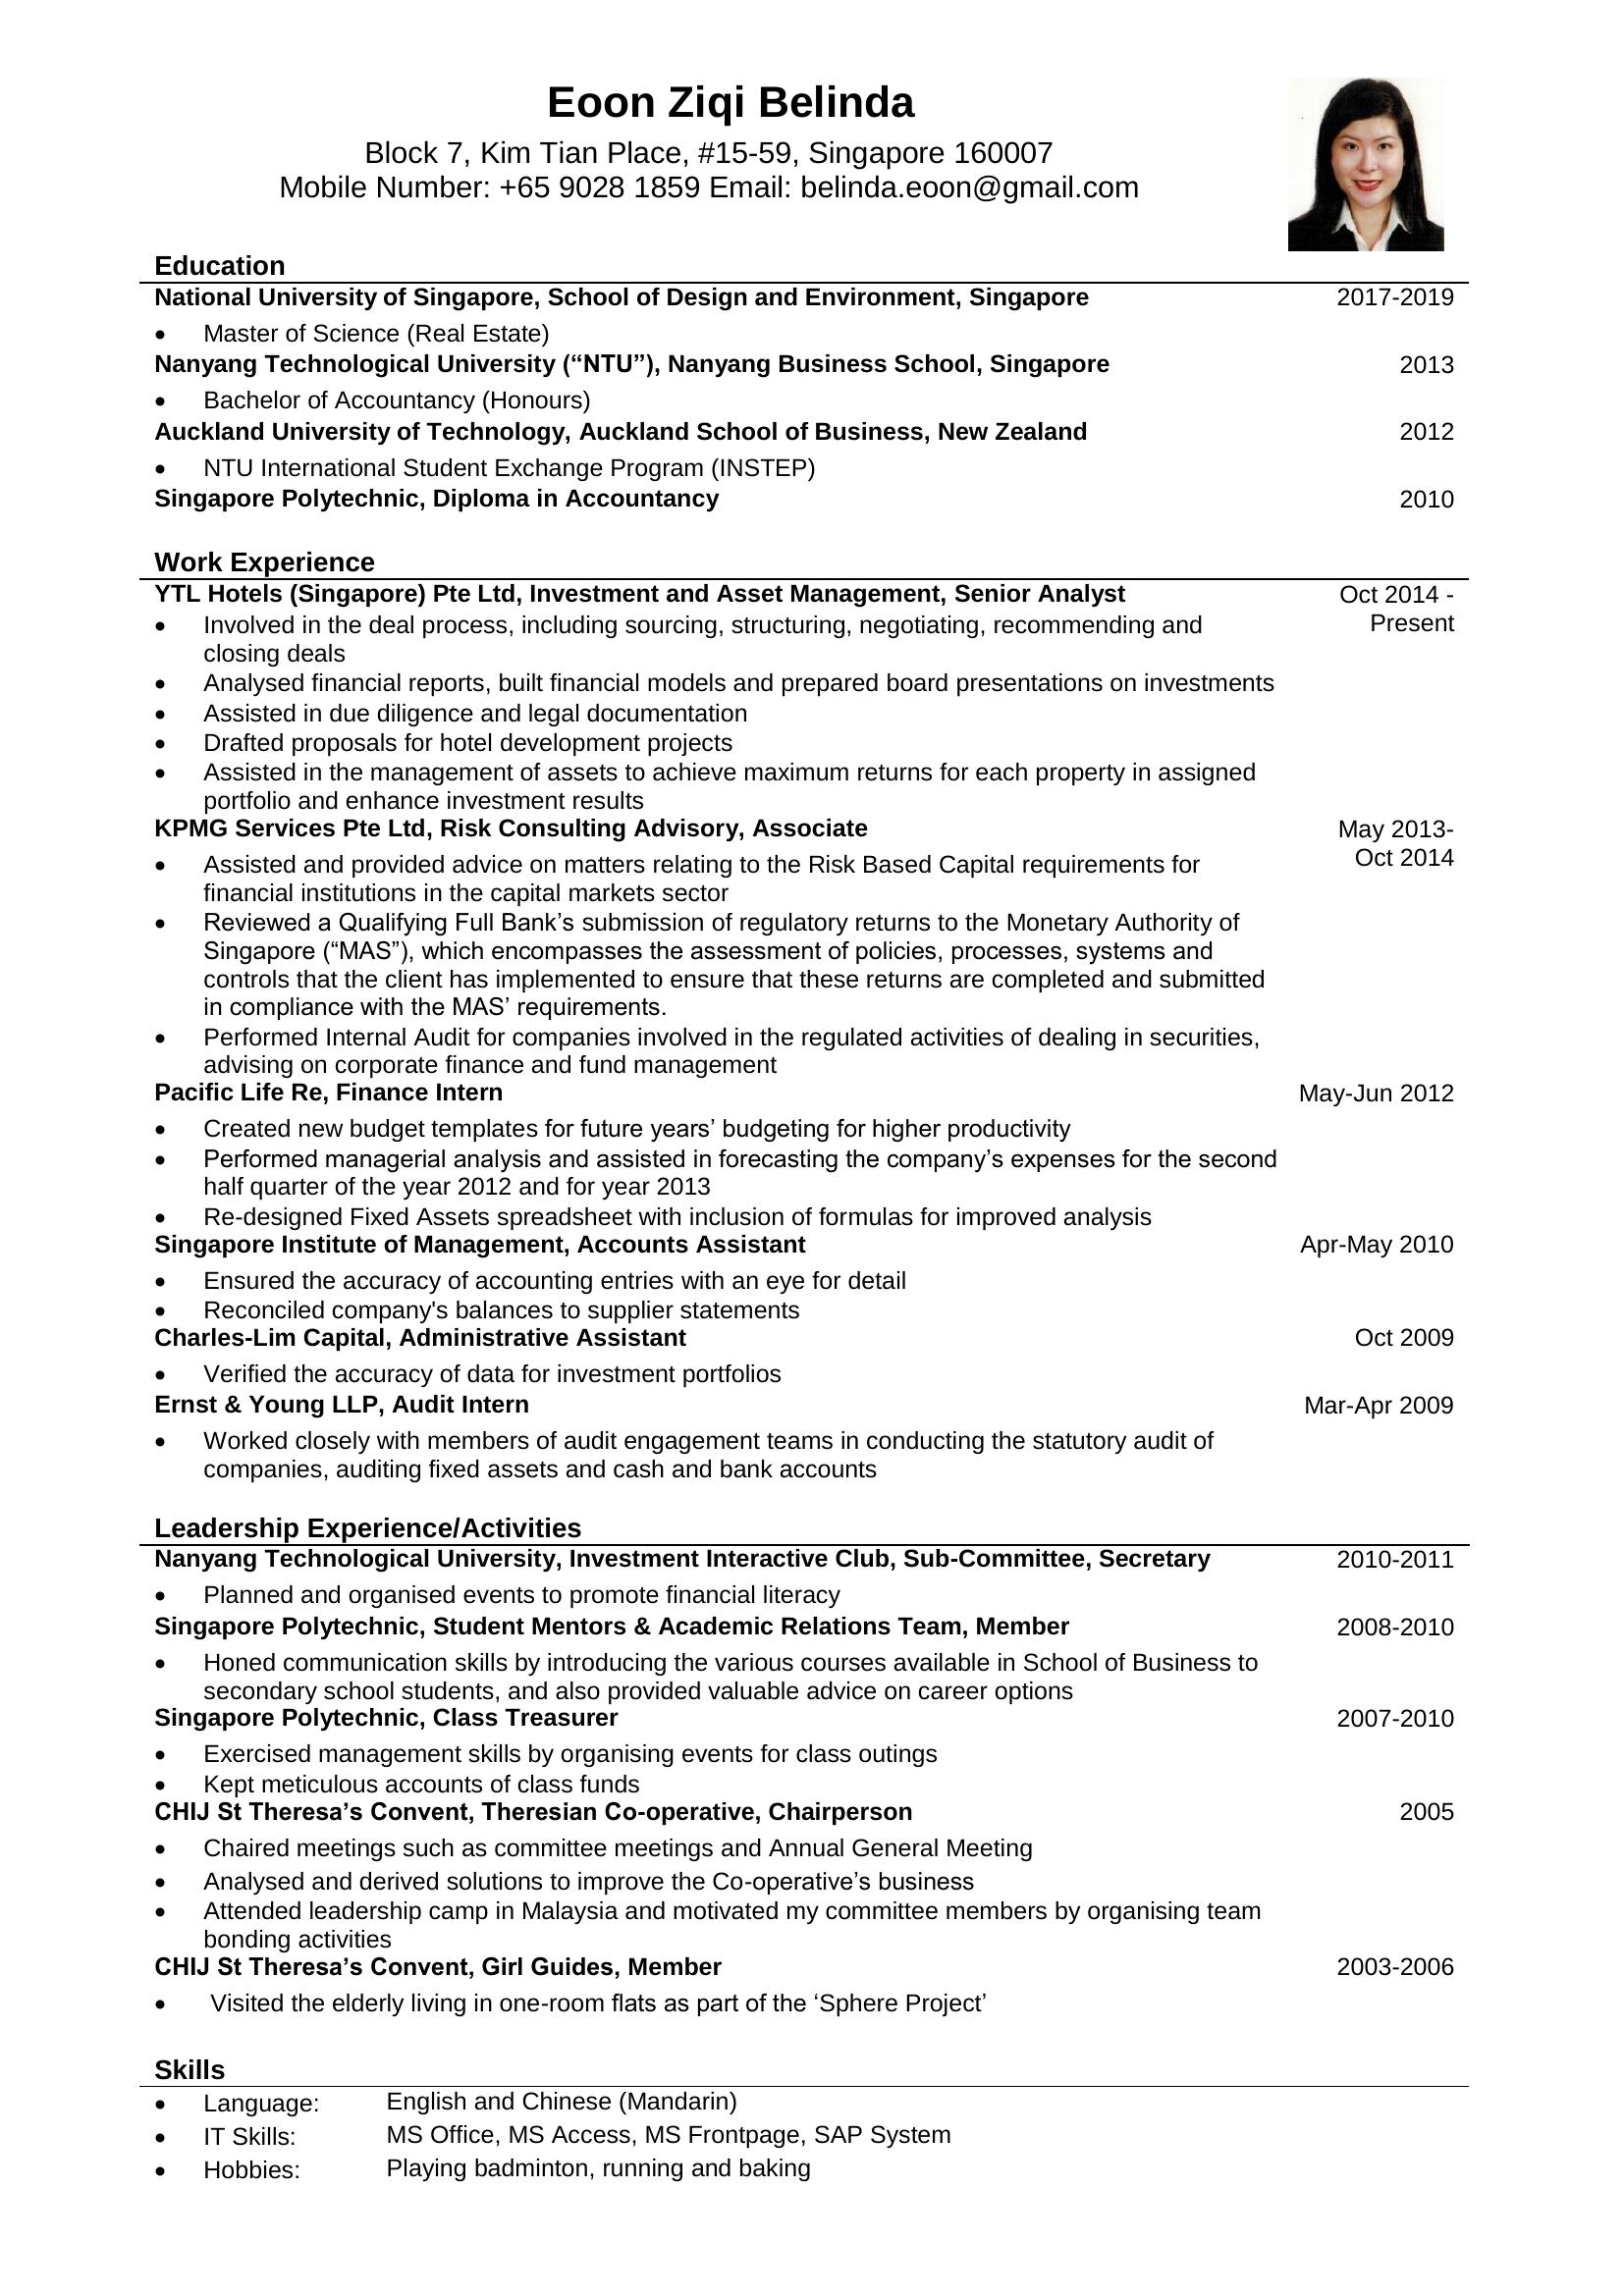 Eoon Ziqi Belinda
Block 7, Kim Tian Place, #15-59, Singapore 160007
Mobile Number: +65 9028 1859 Email: belinda.eoon@gmail.com
Education
National University of Singapore, School of Design and Environment, Singapore 2017-2019
• Master of Science (Real Estate)
Nanyang Technological University (“NTU”), Nanyang Business School, Singapore 2013
• Bachelor of Accountancy (Honours)
Auckland University of Technology, Auckland School of Business, New Zealand 2012
• NTU International Student Exchange Program (INSTEP)
Singapore Polytechnic, Diploma in Accountancy 2010
Work Experience
YTL Hotels (Singapore) Pte Ltd, Investment and Asset Management, Senior Analyst Oct 2014 -
Present
• Involved in the deal process, including sourcing, structuring, negotiating, recommending and
closing deals
• Analysed financial reports, built financial models and prepared board presentations on investments
• Assisted in due diligence and legal documentation
• Drafted proposals for hotel development projects
• Assisted in the management of assets to achieve maximum returns for each property in assigned
portfolio and enhance investment results
KPMG Services Pte Ltd, Risk Consulting Advisory, Associate May 2013-
Oct 2014
• Assisted and provided advice on matters relating to the Risk Based Capital requirements for
financial institutions in the capital markets sector
• Reviewed a Qualifying Full Bank’s submission of regulatory returns to the Monetary Authority of
Singapore (“MAS”), which encompasses the assessment of policies, processes, systems and
controls that the client has implemented to ensure that these returns are completed and submitted
in compliance with the MAS’ requirements.
• Performed Internal Audit for companies involved in the regulated activities of dealing in securities,
advising on corporate finance and fund management
Pacific Life Re, Finance Intern May-Jun 2012
• Created new budget templates for future years’ budgeting for higher productivity
• Performed managerial analysis and assisted in forecasting the company’s expenses for the second
half quarter of the year 2012 and for year 2013
• Re-designed Fixed Assets spreadsheet with inclusion of formulas for improved analysis
Singapore Institute of Management, Accounts Assistant Apr-May 2010
• Ensured the accuracy of accounting entries with an eye for detail
• Reconciled company's balances to supplier statements
Charles-Lim Capital, Administrative Assistant Oct 2009
• Verified the accuracy of data for investment portfolios
Ernst & Young LLP, Audit Intern Mar-Apr 2009
• Worked closely with members of audit engagement teams in conducting the statutory audit of
companies, auditing fixed assets and cash and bank accounts
Leadership Experience/Activities
Nanyang Technological University, Investment Interactive Club, Sub-Committee, Secretary 2010-2011
• Planned and organised events to promote financial literacy
Singapore Polytechnic, Student Mentors & Academic Relations Team, Member 2008-2010
• Honed communication skills by introducing the various courses available in School of Business to
secondary school students, and also provided valuable advice on career options
Singapore Polytechnic, Class Treasurer 2007-2010
• Exercised management skills by organising events for class outings
• Kept meticulous accounts of class funds
CHIJ St Theresa’s Convent, Theresian Co-operative, Chairperson 2005
• Chaired meetings such as committee meetings and Annual General Meeting
• Analysed and derived solutions to improve the Co-operative’s business
• Attended leadership camp in Malaysia and motivated my committee members by organising team
bonding activities
CHIJ St Theresa’s Convent, Girl Guides, Member 2003-2006
• Visited the elderly living in one-room flats as part of the ‘Sphere Project’
Skills
• Language: English and Chinese (Mandarin)
• IT Skills: MS Office, MS Access, MS Frontpage, SAP System
• Hobbies: Playing badminton, running and baking